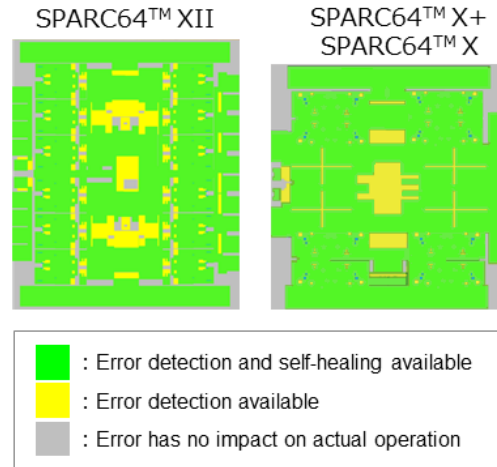 SPARC64™ XII
SPARC64™ X+
SPARC64™ X
: Error detection and self-healing available
: Error detection available
: Error has no impact on actual operation